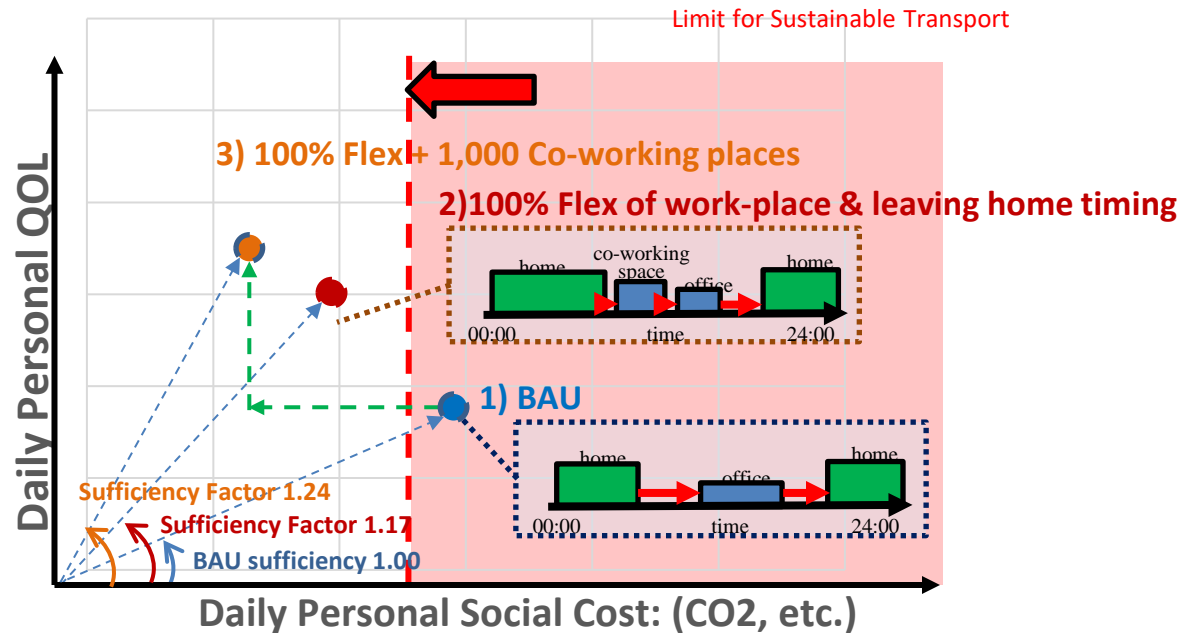 Limit for Sustainable Transport
Daily Personal QOL
3) 100% Flex + 1,000 Co-working places
2)100% Flex of work-place & leaving home timing
co-working
home
space
office
home
00:00
time
24:00
1) BAU
home
office
home
00:00
time
24:00
Sufficiency Factor 1.24
Sufficiency Factor 1.17
BAU sufficiency 1.00
Daily Personal Social Cost: (CO2, etc.)